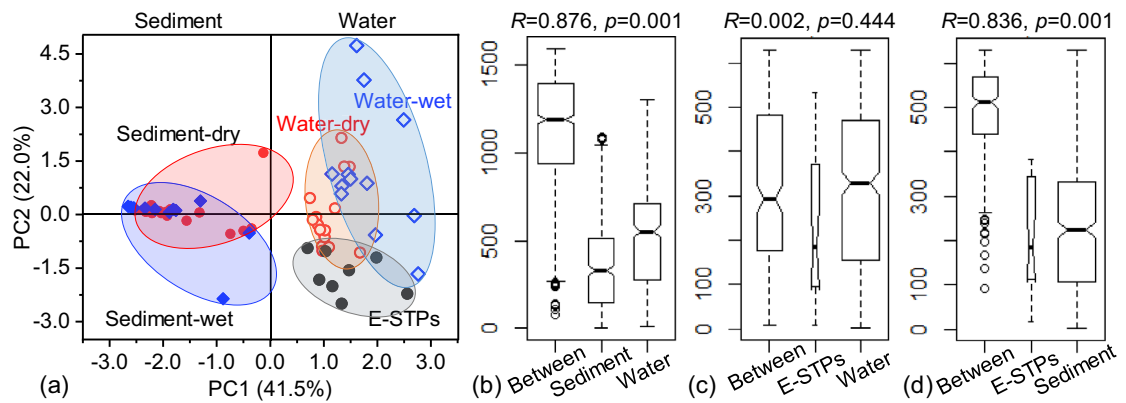 Sediment
Water
4.5
3.0
1.5
0.0
-1.5
-3.0
PC2 (22.0%)
Sediment-dry
Water-dry
Water-wet
Sediment-wet
E-STPs
-3.0 -2.0 -1.0 0.0 1.0 2.0 3.0
PC1 (41.5%)
(a)
R=0.876, p=0.001
1500
1000
500
0
Between
Sediment
Water
(b)
R=0.002, p=0.444
500
300
100
0
Between
E-STPs
Water
(c)
R=0.836, p=0.001
500
300
100
0
Between
E-STPs
Sediment
(d)